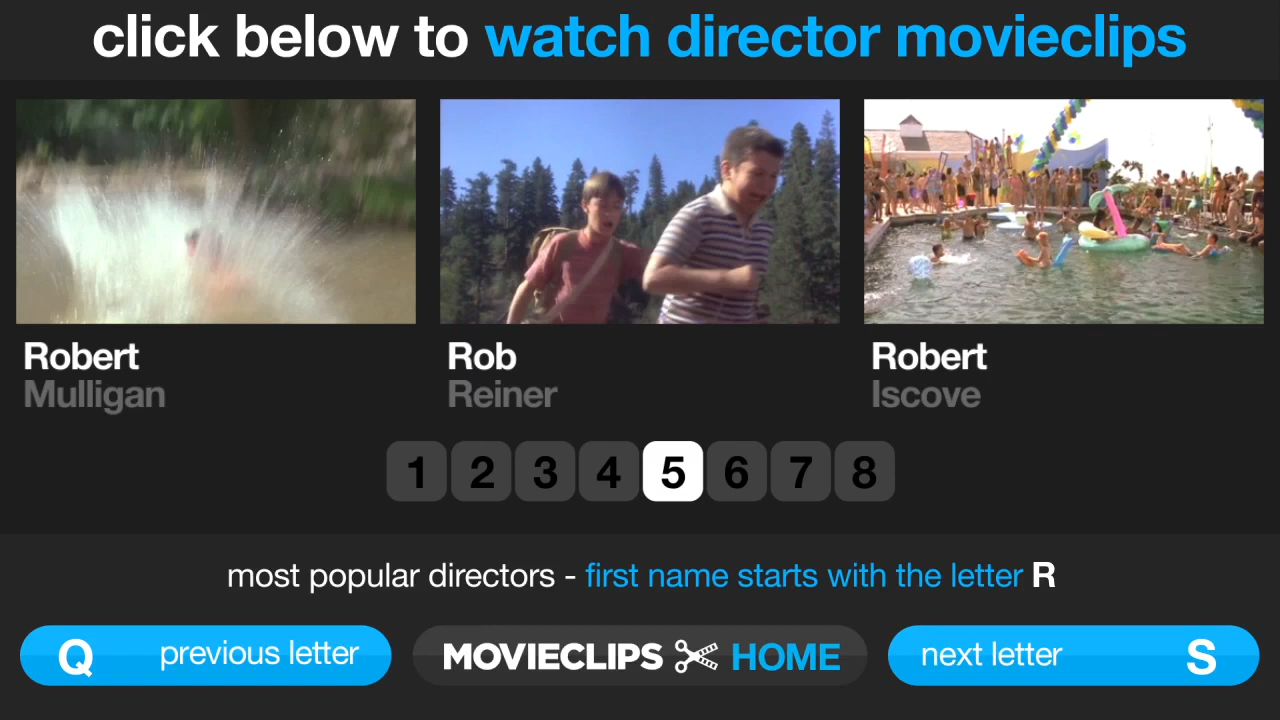 click below to watch director movieclips
Robert
Mulligan
Rob
Reiner
Robert
Iscove
1 2 3 4 5 6 7 8
most popular directors - first name starts with the letter R
Q previous letter
MOVIECLIPS HOME
next letter S